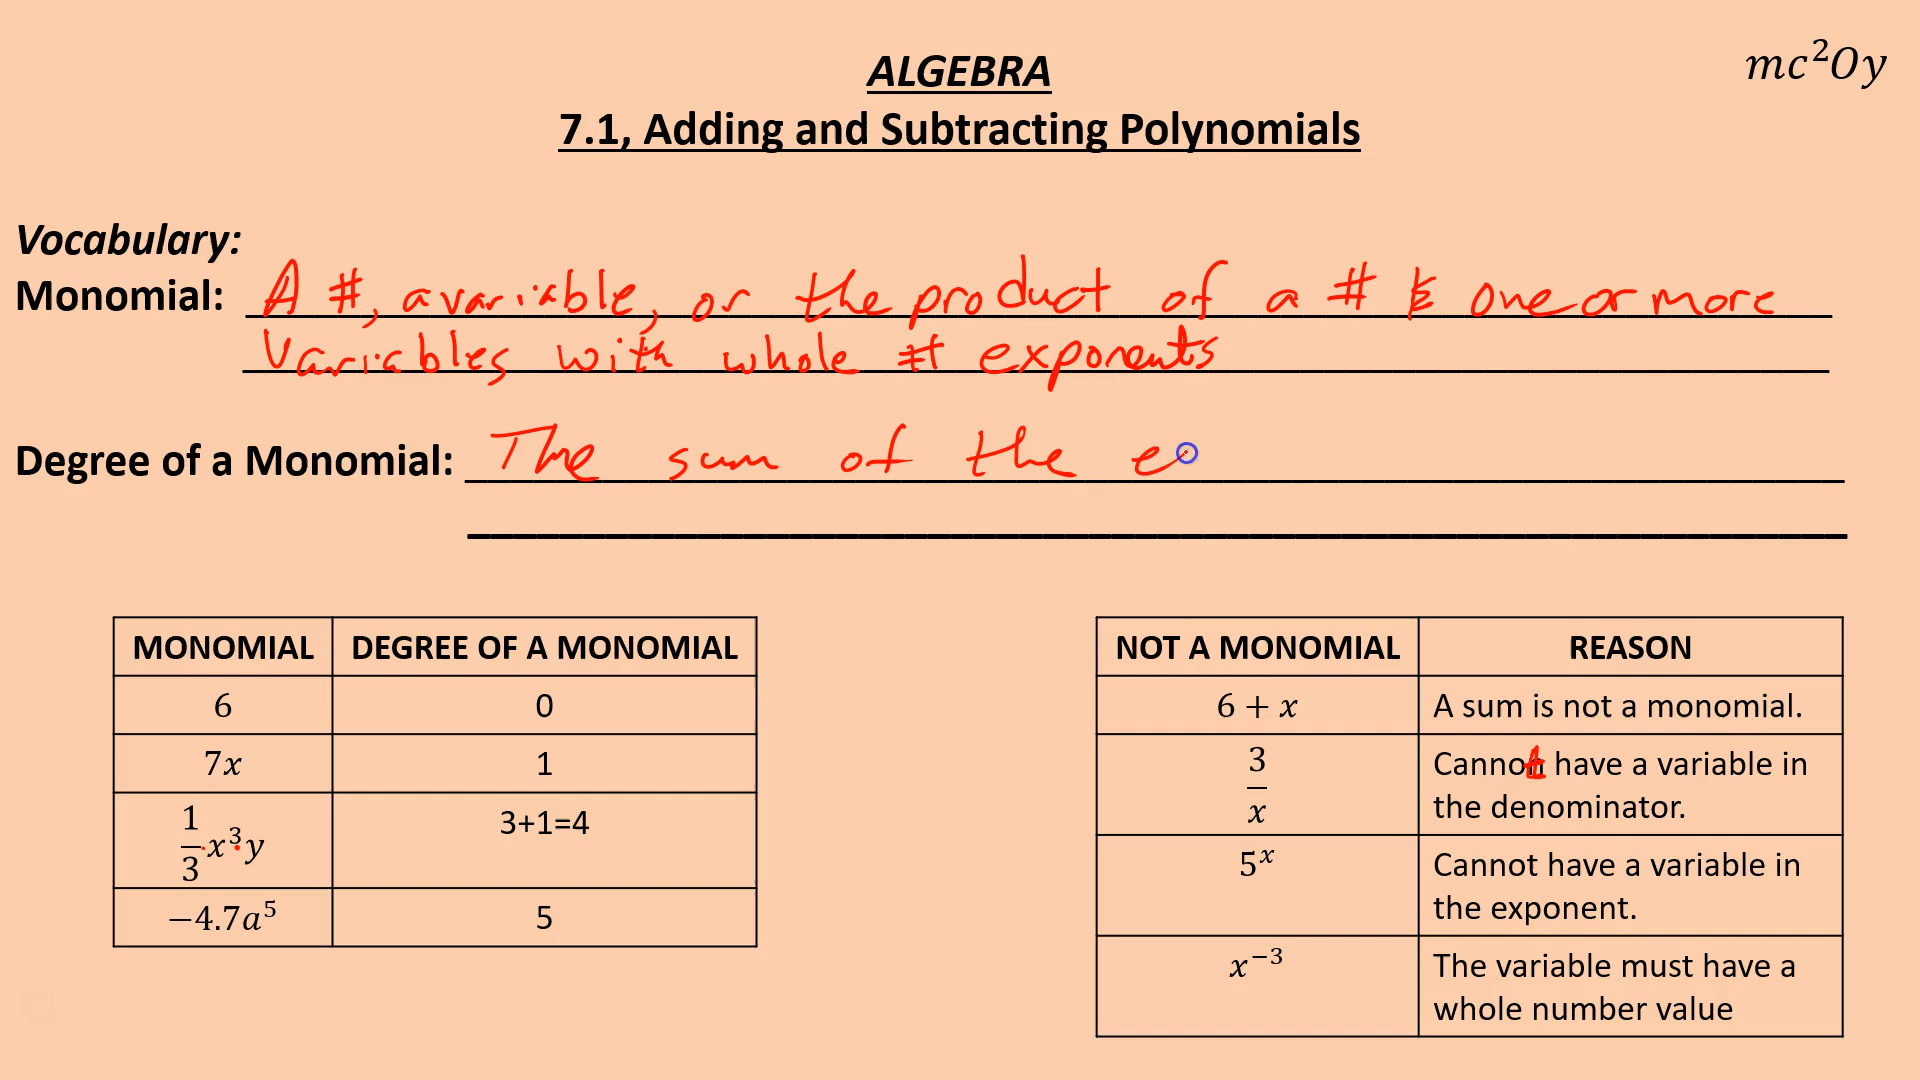 ALGEBRA
mc²Oy
7.1, Adding and Subtracting Polynomials
Vocabulary:
Monomial: A #, a variable, or the product of a # & one or more
variables with whole # exponents
Degree of a Monomial: The sum of the e
MONOMIAL DEGREE OF A MONOMIAL
6 0
7x 1
1/3 · x³ · y 3+1=4
−4.7a⁵ 5
NOT A MONOMIAL REASON
6 + x A sum is not a monomial.
3/x Cannot have a variable in
the denominator.
5ˣ Cannot have a variable in
the exponent.
x⁻³ The variable must have a
whole number value